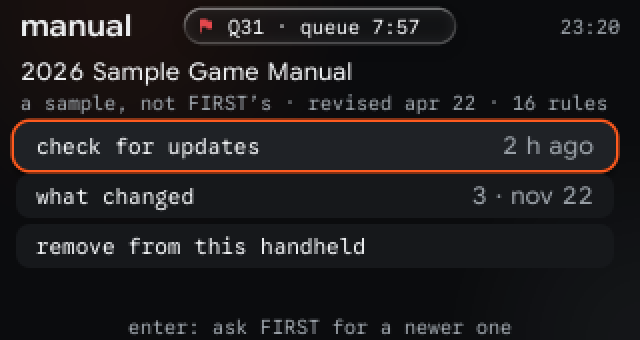 manual
Q31 · queue 7:57
23:20
2026 Sample Game Manual
a sample, not FIRST's · revised apr 22 · 16 rules
check for updates 2 h ago
what changed 3 · nov 22
remove from this handheld
enter: ask FIRST for a newer one